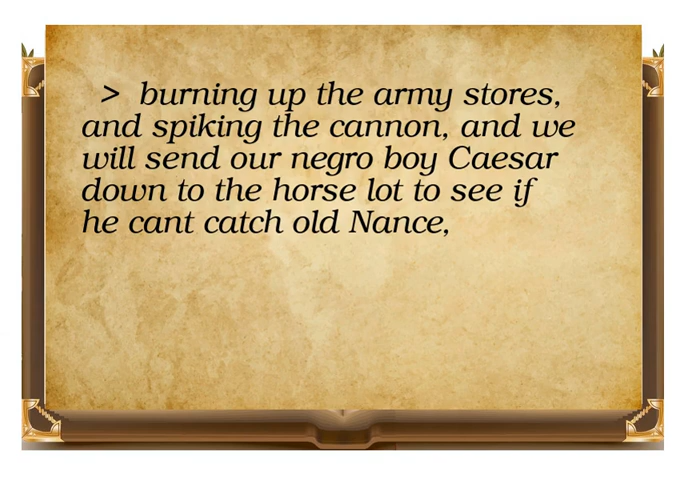 > burning up the army stores,
and spiking the cannon, and we
will send our negro boy Caesar
down to the horse lot to see if
he cant catch old Nance,